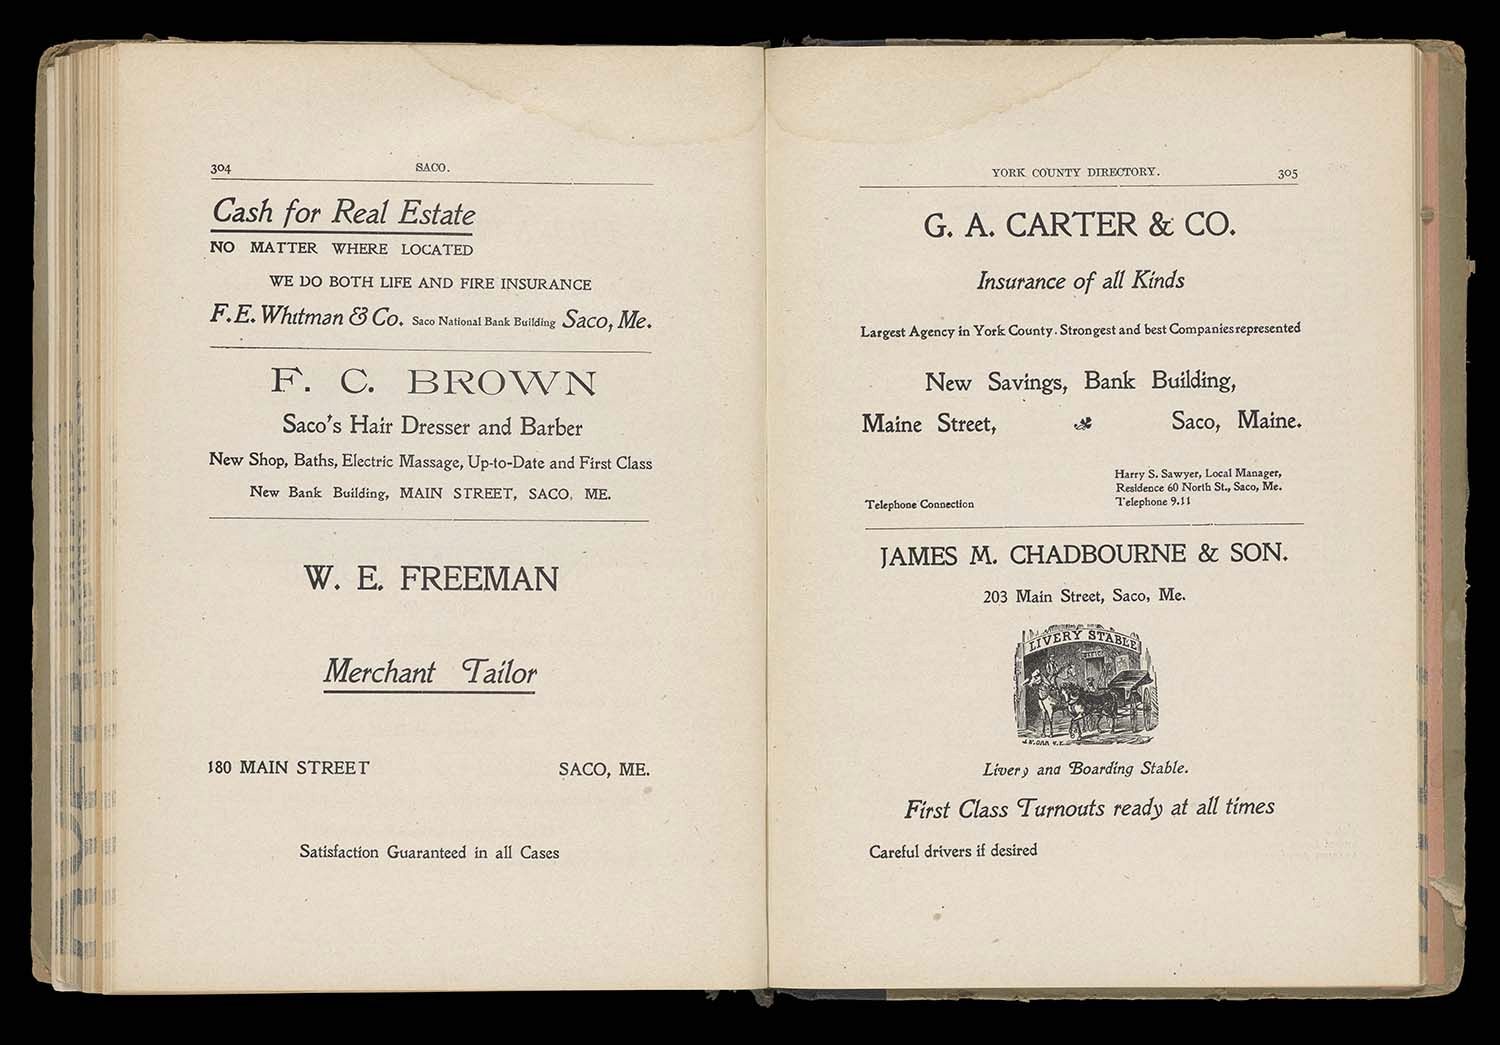 304 SACO.
Cash for Real Estate
NO MATTER WHERE LOCATED
WE DO BOTH LIFE AND FIRE INSURANCE
F. E. Whitman & Co. Saco National Bank Building Saco, Me.
F. C. BROWN
Saco's Hair Dresser and Barber
New Shop, Baths, Electric Massage, Up-to-Date and First Class
New Bank Building, MAIN STREET, SACO, ME.
W. E. FREEMAN
Merchant Tailor
180 MAIN STREET SACO, ME.
Satisfaction Guaranteed in all Cases
YORK COUNTY DIRECTORY. 305
G. A. CARTER & CO.
Insurance of all Kinds
Largest Agency in York County. Strongest and best Companies represented
New Savings, Bank Building,
Maine Street, Saco, Maine.
Harry S. Sawyer, Local Manager,
Residence 60 North St., Saco, Me.
Telephone Connection Telephone 9.11
JAMES M. CHADBOURNE & SON.
203 Main Street, Saco, Me.
LIVERY STABLE
Livery and Boarding Stable.
First Class Turnouts ready at all times
Careful drivers if desired